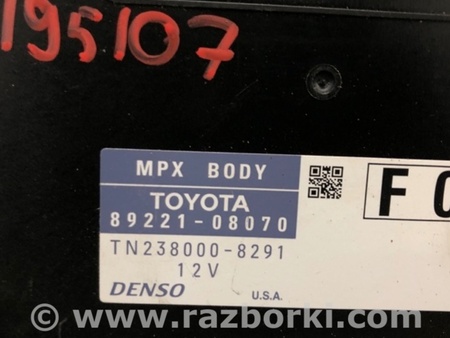 195107
MPX BODY
TOYOTA
89221-08070
TN238000-8291
12V
DENSO
U.S.A.
F 0
© www.razborki.com